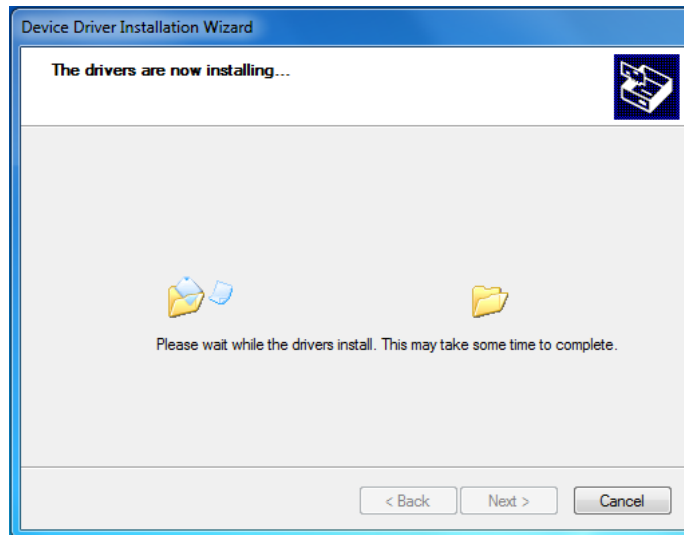 Device Driver Installation Wizard
The drivers are now installing...
Please wait while the drivers install. This may take some time to complete.
< Back
Next >
Cancel